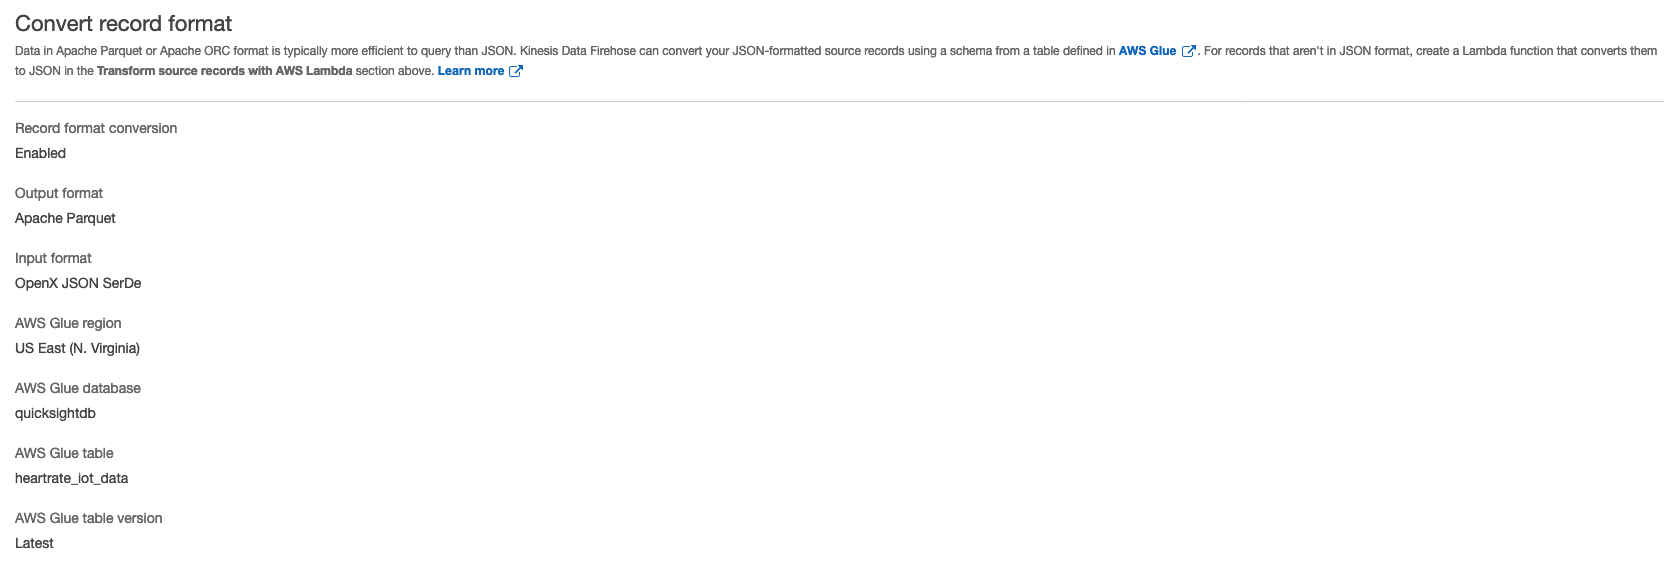 Convert record format
Data in Apache Parquet or Apache ORC format is typically more efficient to query than JSON. Kinesis Data Firehose can convert your JSON-formatted source records using a schema from a table defined in AWS Glue. For records that aren't in JSON format, create a Lambda function that converts them
to JSON in the Transform source records with AWS Lambda section above. Learn more
Record format conversion
Enabled
Output format
Apache Parquet
Input format
OpenX JSON SerDe
AWS Glue region
US East (N. Virginia)
AWS Glue database
quicksightdb
AWS Glue table
heartrate_iot_data
AWS Glue table version
Latest